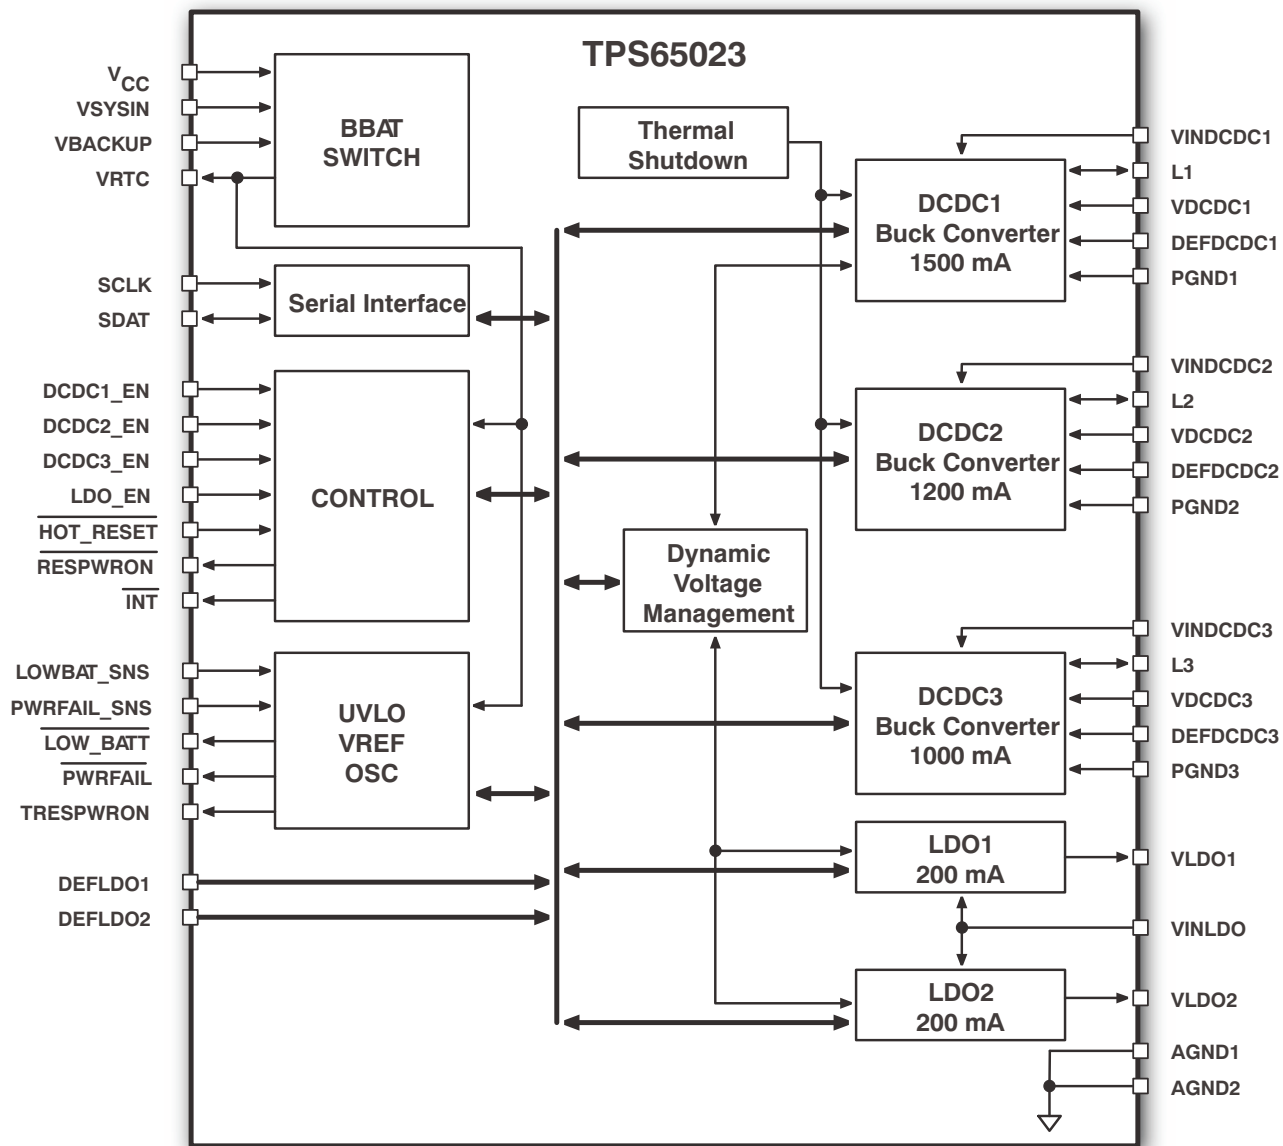 TPS65023
VCC
VSYSIN
VBACKUP
VRTC
BBAT
SWITCH
SCLK
SDAT
Serial Interface
DCDC1_EN
DCDC2_EN
DCDC3_EN
LDO_EN
HOT_RESET
RESPWRON
INT
CONTROL
LOWBAT_SNS
PWRFAIL_SNS
LOW_BATT
PWRFAIL
TRESPWRON
UVLO
VREF
OSC
DEFLDO1
DEFLDO2
Thermal
Shutdown
Dynamic
Voltage
Management
DCDC1
Buck Converter
1500 mA
VINDCDC1
L1
VDCDC1
DEFDCDC1
PGND1
DCDC2
Buck Converter
1200 mA
VINDCDC2
L2
VDCDC2
DEFDCDC2
PGND2
DCDC3
Buck Converter
1000 mA
VINDCDC3
L3
VDCDC3
DEFDCDC3
PGND3
LDO1
200 mA
VLDO1
VINLDO
LDO2
200 mA
VLDO2
AGND1
AGND2